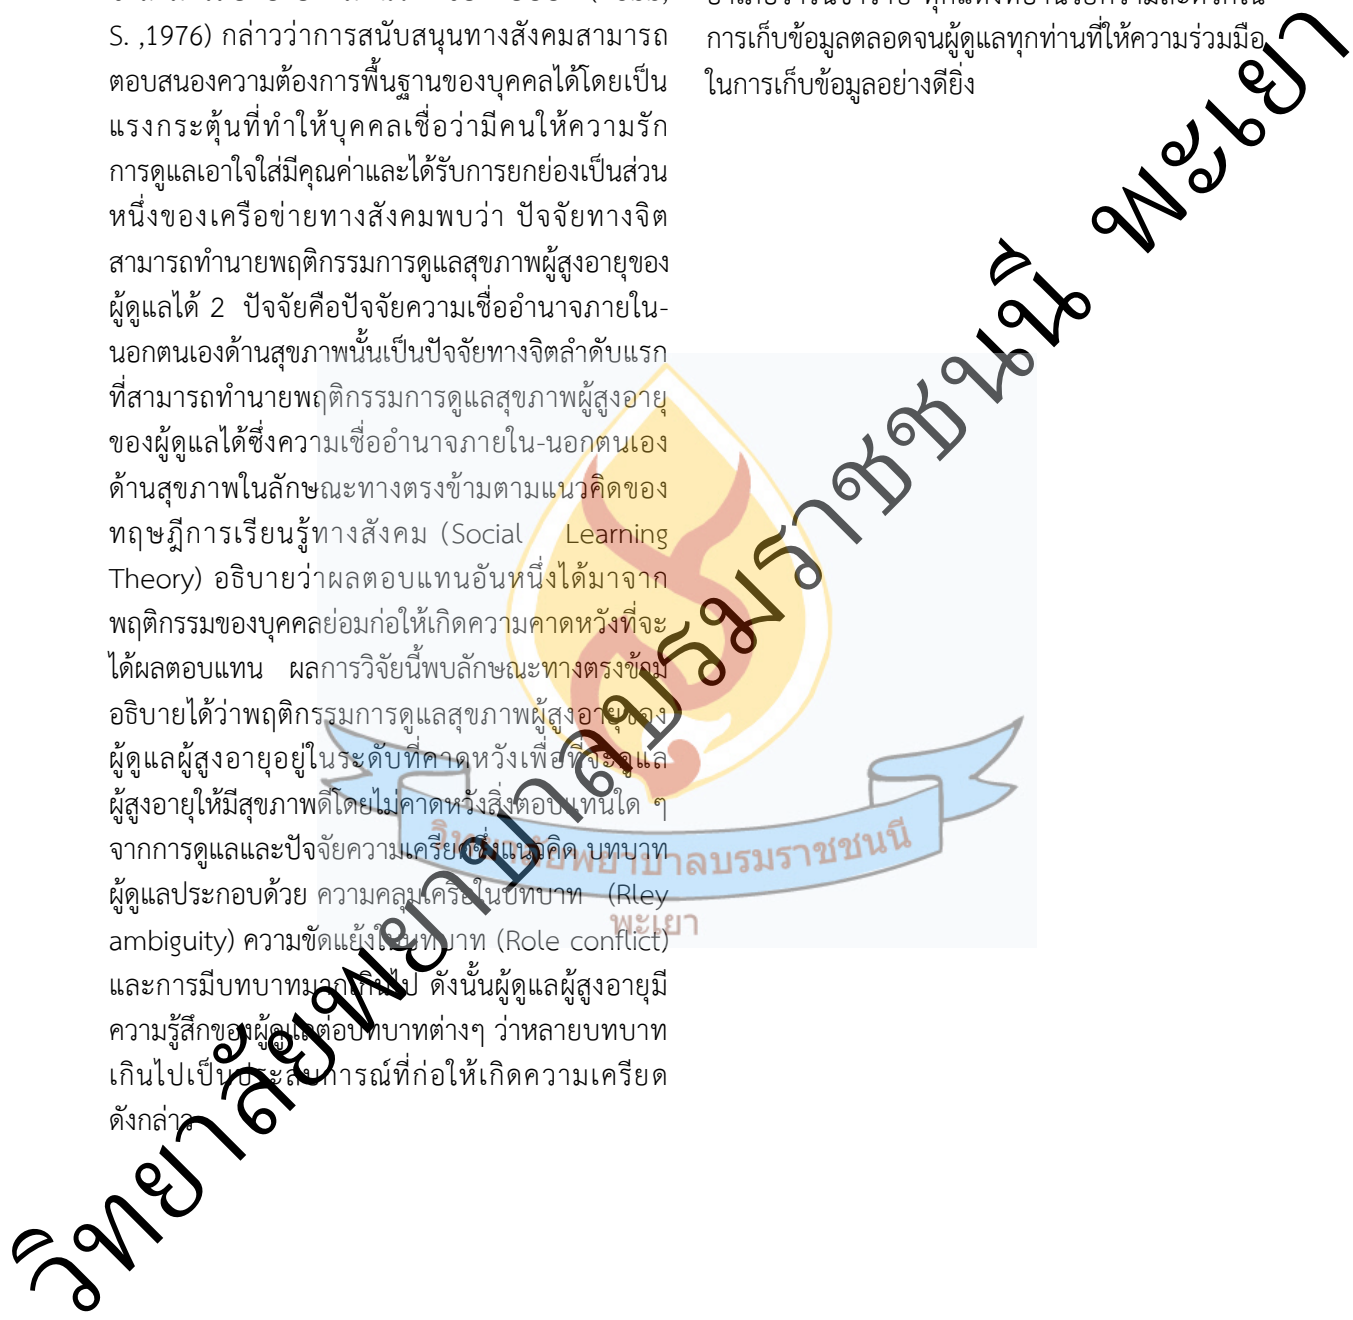 S. ,1976) กล่าวว่าการสนับสนุนทางสังคมสามารถ
ตอบสนองความต้องการพื้นฐานของบุคคลได้โดยเป็น
แรงกระตุ้นที่ทำให้บุคคลเชื่อว่ามีคนให้ความรัก
การดูแลเอาใจใส่มีคุณค่าและได้รับการยกย่องเป็นส่วน
หนึ่งของเครือข่ายทางสังคมพบว่า ปัจจัยทางจิต
สามารถทำนายพฤติกรรมการดูแลสุขภาพผู้สูงอายุของ
ผู้ดูแลได้ 2 ปัจจัยคือปัจจัยความเชื่ออำนาจภายใน-
นอกตนเองด้านสุขภาพนั้นเป็นปัจจัยทางจิตลำดับแรก
ที่สามารถทำนายพฤติกรรมการดูแลสุขภาพผู้สูงอายุ
ของผู้ดูแลได้ซึ่งความเชื่ออำนาจภายใน-นอกตนเอง
ด้านสุขภาพในลักษณะทางตรงข้ามตามแนวคิดของ
ทฤษฎีการเรียนรู้ทางสังคม (Social Learning
Theory) อธิบายว่าผลตอบแทนอันหนึ่งได้มาจาก
พฤติกรรมของบุคคลย่อมก่อให้เกิดความคาดหวังที่จะ
ได้ผลตอบแทน ผลการวิจัยนี้พบลักษณะทางตรงข้าม
อธิบายได้ว่าพฤติกรรมการดูแลสุขภาพผู้สูงอายุของ
ผู้ดูแลผู้สูงอายุอยู่ในระดับที่คาดหวังเพื่อที่จะดูแล
ผู้สูงอายุให้มีสุขภาพดีโดยไม่คาดหวังสิ่งตอบแทนใด ๆ
จากการดูแลและปัจจัยความเครียดซึ่งแนวคิด บทบาท
ผู้ดูแลประกอบด้วย ความคลุมเครือในบทบาท (Rley
ambiguity) ความขัดแย้งในบทบาท (Role conflict)
และการมีบทบาทมากเกินไป ดังนั้นผู้ดูแลผู้สูงอายุมี
ความรู้สึกของผู้ดูแลต่อบทบาทต่างๆ ว่าหลายบทบาท
เกินไปเป็นประสบการณ์ที่ก่อให้เกิดความเครียด
ดังกล่าว
การเก็บข้อมูลตลอดจนผู้ดูแลทุกท่านที่ให้ความร่วมมือ
ในการเก็บข้อมูลอย่างดียิ่ง
วิทยาลัยพยาบาลบรมราชชนนี
พะเยา
วิทยาลัยพยาบาลบรมราชชนนี พะเยา